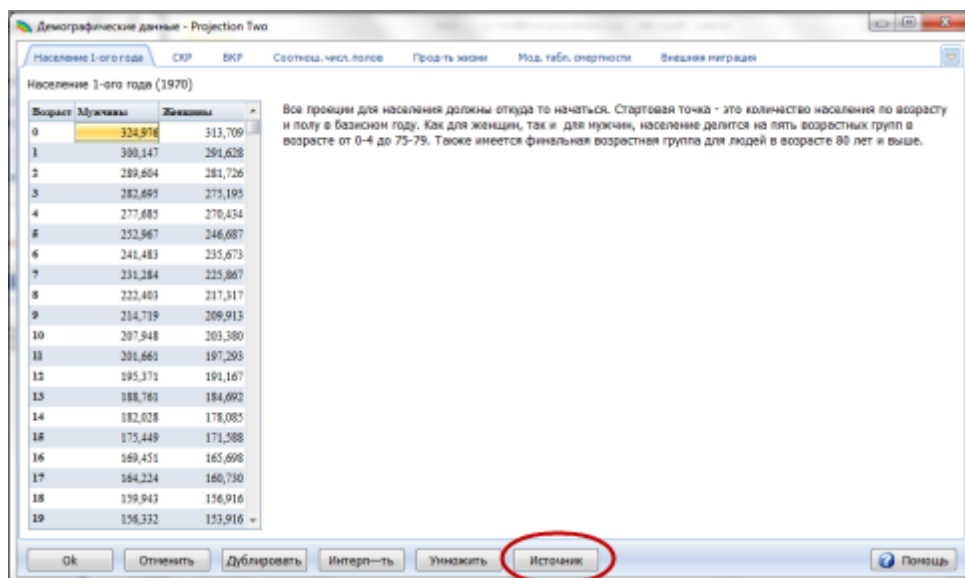 Демографические данные - Projection Two
Население 1-ого года СКР ВКР Соотнош. числ. полов Прод-ть жизни Мод. табл. смертности Внешняя миграция
Население 1-ого года (1970)
Возраст Мужчины Женщины
0 324,976 313,709
1 300,147 291,628
2 289,604 281,726
3 282,695 275,195
4 277,685 270,434
5 252,967 246,687
6 241,483 235,673
7 231,284 225,867
8 222,403 217,317
9 214,719 209,913
10 207,948 203,380
11 201,661 197,293
12 195,371 191,167
13 188,761 184,692
14 182,028 178,085
15 175,449 171,588
16 169,451 165,698
17 164,224 160,730
18 159,943 156,916
19 156,332 153,916
Все проекции для населения должны откуда то начаться. Стартовая точка - это количество населения по возрасту
и полу в базисном году. Как для женщин, так и для мужчин, население делится на пять возрастных групп в
возрасте от 0-4 до 75-79. Также имеется финальная возрастная группа для людей в возрасте 80 лет и выше.
Ok Отменить Дублировать Интерп—ть Умножить Источник Помощь